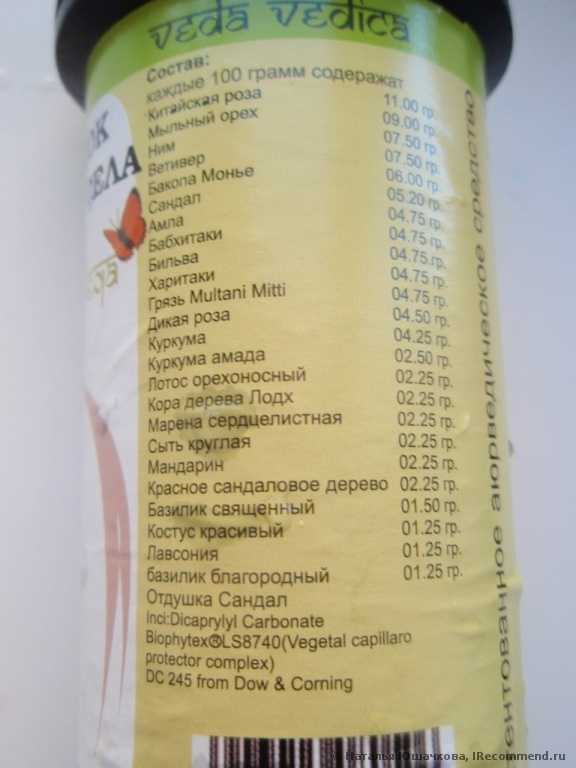 veda vedica
Состав:
каждые 100 грамм содержат
Китайская роза 11.00 гр.
Мыльный орех 09.00 гр.
Ним 07.50 гр.
Ветивер 07.50 гр.
Бакопа Монье 06.00 гр.
Сандал 05.20 гр.
Амла 04.75 гр.
Бабхитаки 04.75 гр.
Бильва 04.75.гр.
Харитаки 04.75 гр.
Грязь Multani Mitti 04.75 гр.
Дикая роза 04.50 гр.
Куркума 04.25 гр.
Куркума амада 02.50 гр.
Лотос орехоносный 02.25 гр.
Кора дерева Лодх 02.25 гр.
Марена сердцелистная 02.25 гр.
Сыть круглая 02.25 гр.
Мандарин 02.25 гр.
Красное сандаловое дерево 02.25 гр.
Базилик священный 01.50 гр.
Костус красивый 01.25 гр.
Лавсония 01.25 гр.
базилик благородный 01.25 гр.
Отдушка Сандал
Inci:Dicaprylyl Carbonate
Biophytex®LS8740(Vegetal capillaro
protector complex)
DC 245 from Dow & Corning
ентованное аюрведическое средство
ОК
ЕЛА
Наталья Юшачкова, IRecommend.ru